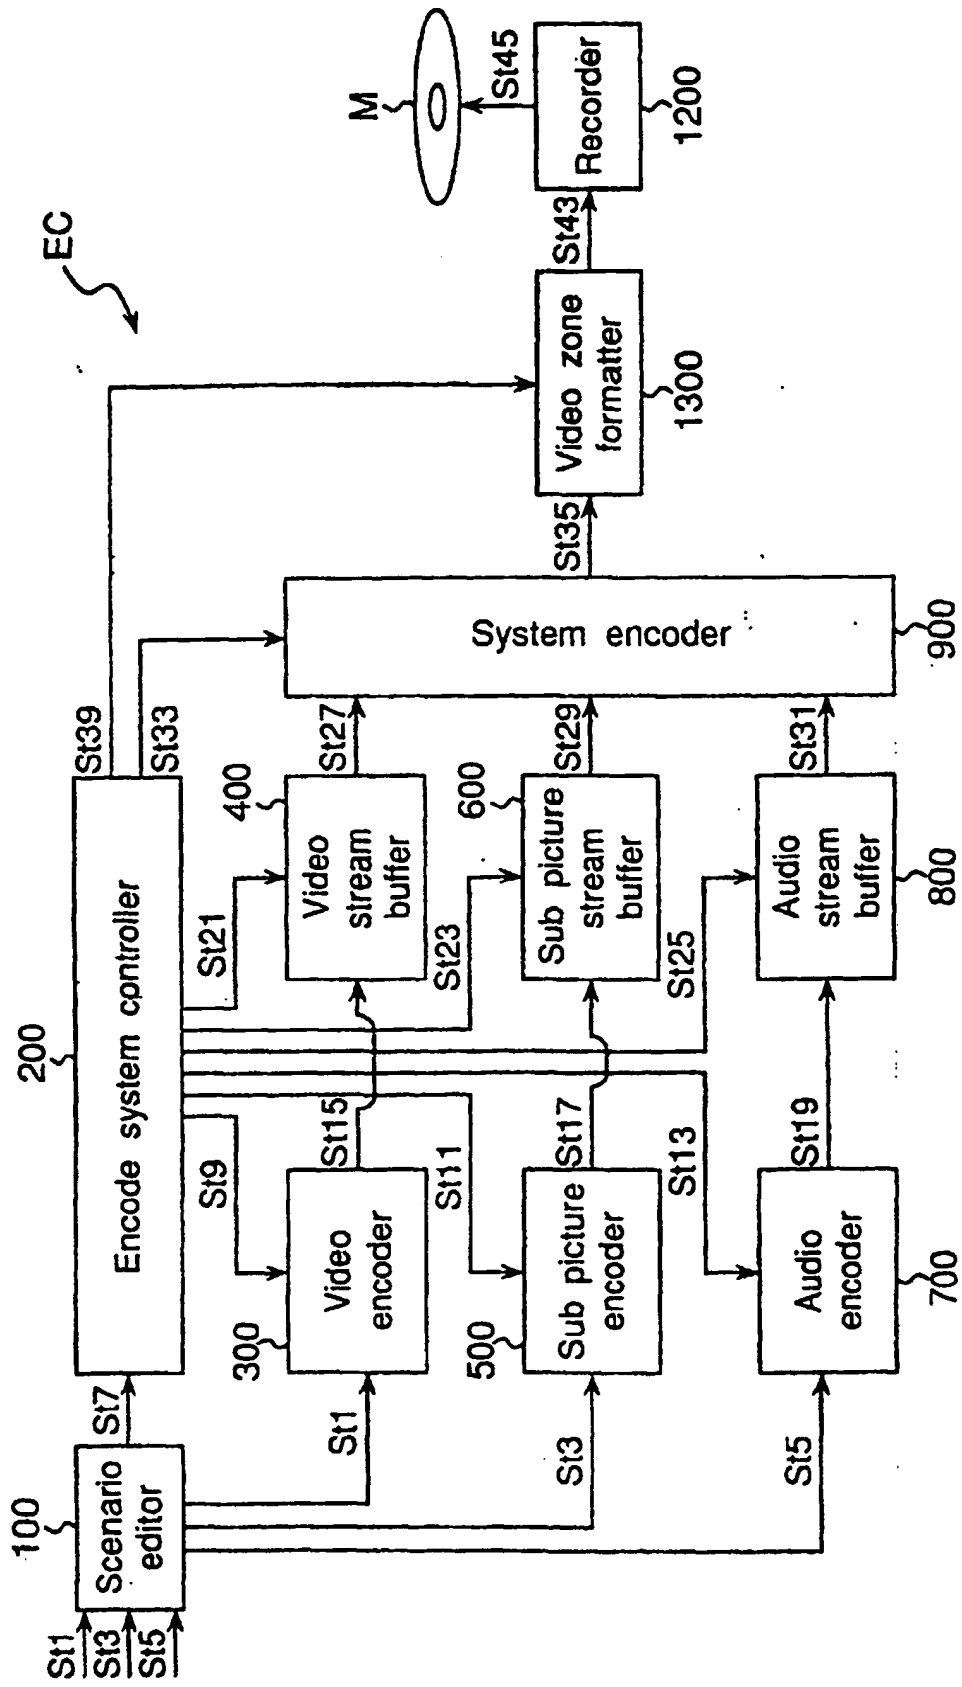 EC
St1
St3
St5
100
Scenario
editor
St7
200
Encode system controller
St39
St33
St1
St3
St5
St9
St11
St13
St21
St23
St25
300
Video
encoder
St15
400
Video
stream
buffer
St27
500
Sub picture
encoder
St17
600
Sub picture
stream
buffer
St29
700
Audio
encoder
St19
800
Audio
stream
buffer
St31
System encoder
900
St35
Video zone
formatter
1300
St43
Recorder
1200
St45
M